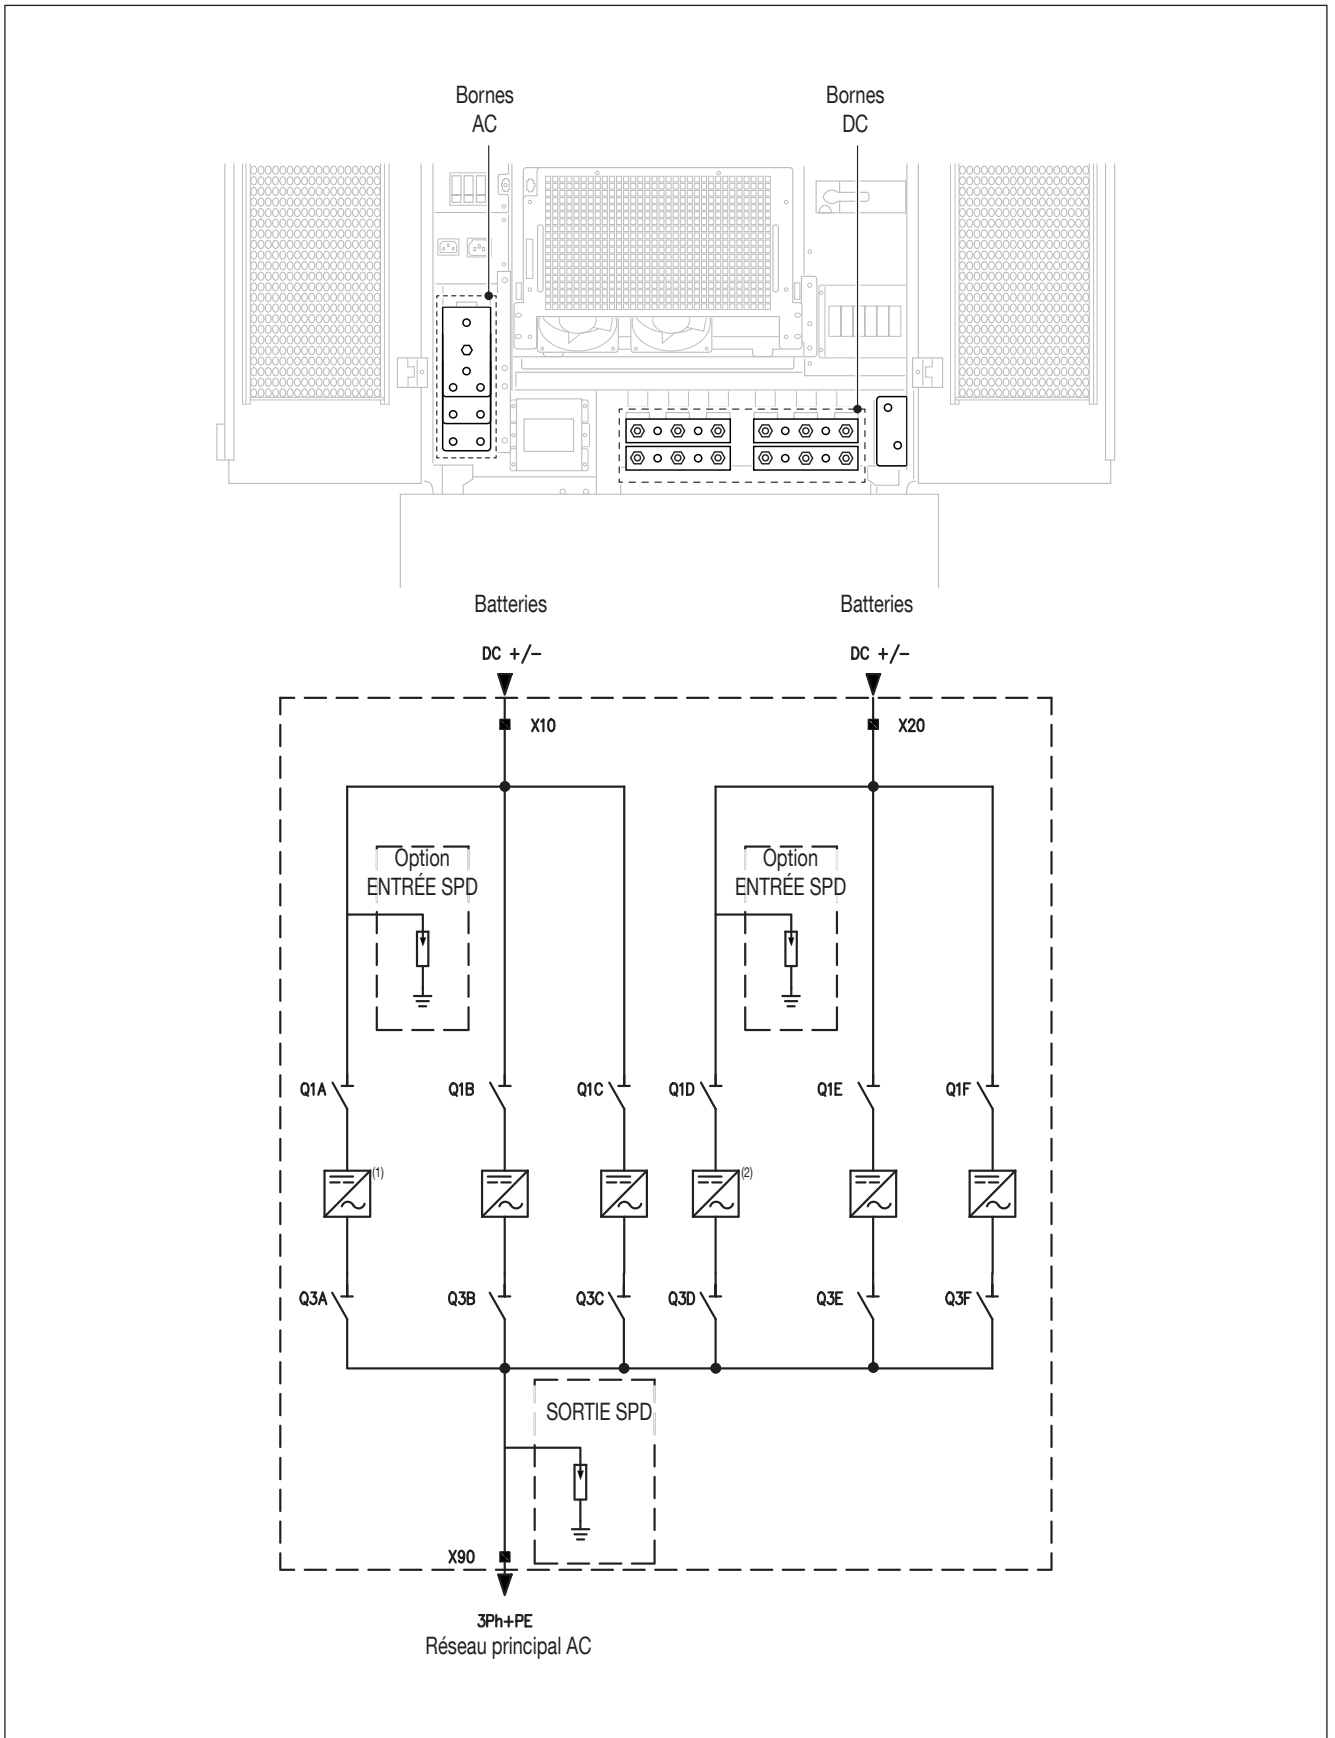 Bornes
AC
Bornes
DC
Batteries
Batteries
DC +/-
DC +/-
X10
X20
Option
ENTRÉE SPD
Option
ENTRÉE SPD
Q1A
Q1B
Q1C
Q1D
Q1E
Q1F
(1)
(2)
Q3A
Q3B
Q3C
Q3D
Q3E
Q3F
SORTIE SPD
X90
3Ph+PE
Réseau principal AC